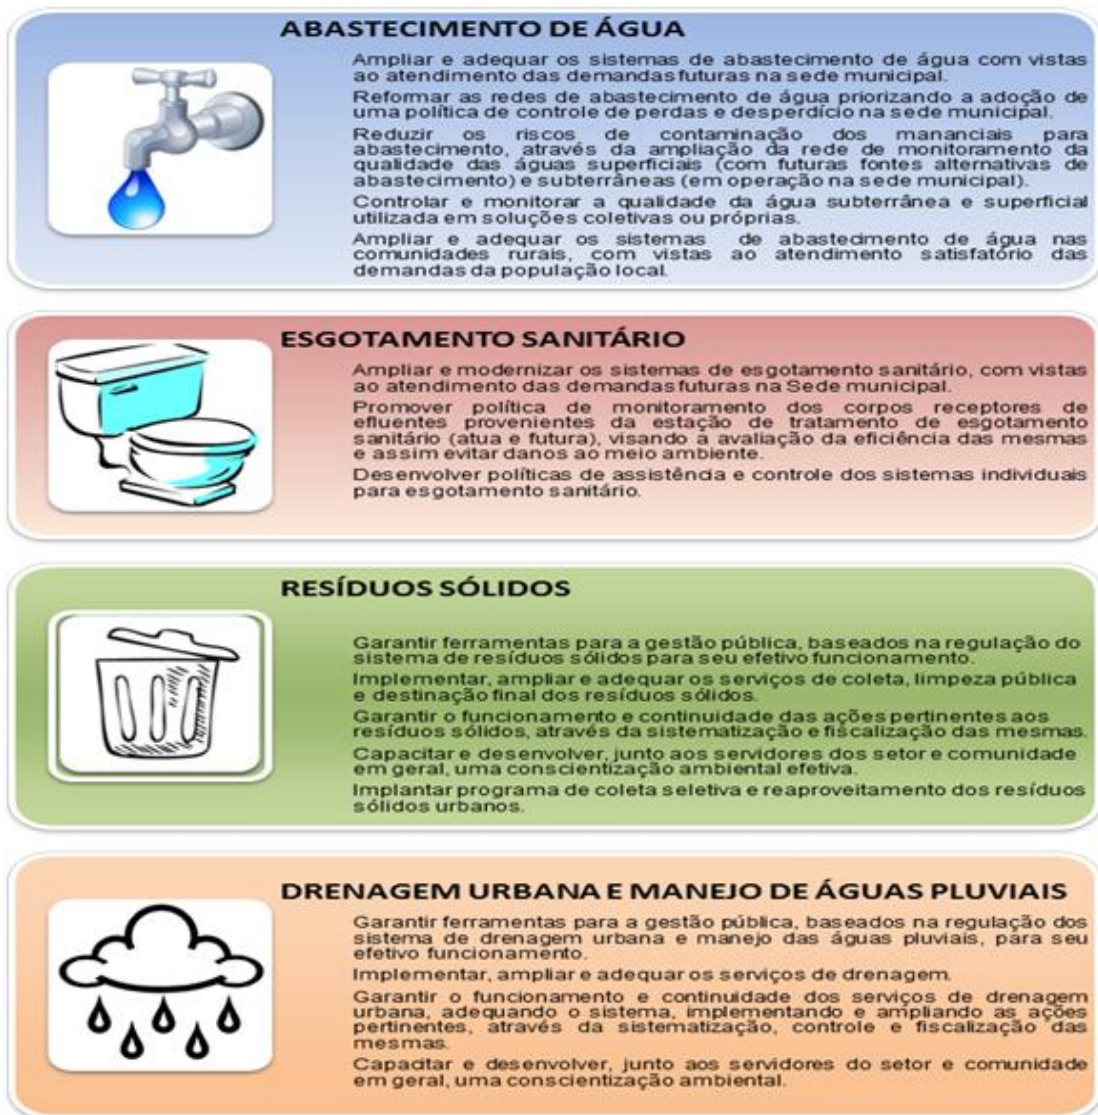 ABASTECIMENTO DE ÁGUA
Ampliar e adequar os sistemas de abastecimento de água com vistas
ao atendimento das demandas futuras na sede municipal.
Reformar as redes de abastecimento de água priorizando a adoção de
uma política de controle de perdas e desperdício na sede municipal.
Reduzir os riscos de contaminação dos mananciais para
abastecimento, através da ampliação da rede de monitoramento da
qualidade das águas superficiais (com futuras fontes alternativas de
abastecimento) e subterrâneas (em operação na sede municipal).
Controlar e monitorar a qualidade da água subterrânea e superficial
utilizada em soluções coletivas ou próprias.
Ampliar e adequar os sistemas de abastecimento de água nas
comunidades rurais, com vistas ao atendimento satisfatório das
demandas da população local.
ESGOTAMENTO SANITÁRIO
Ampliar e modernizar os sistemas de esgotamento sanitário, com vistas
ao atendimento das demandas futuras na Sede municipal.
Promover política de monitoramento dos corpos receptores de
efluentes provenientes da estação de tratamento de esgotamento
sanitário (atua e futura), visando a avaliação da eficiência das mesmas
e assim evitar danos ao meio ambiente.
Desenvolver políticas de assistência e controle dos sistemas individuais
para esgotamento sanitário.
RESÍDUOS SÓLIDOS
Garantir ferramentas para a gestão pública, baseados na regulação do
sistema de resíduos sólidos para seu efetivo funcionamento.
Implementar, ampliar e adequar os serviços de coleta, limpeza pública
e destinação final dos resíduos sólidos.
Garantir o funcionamento e continuidade das ações pertinentes aos
resíduos sólidos, através da sistematização e fiscalização das mesmas.
Capacitar e desenvolver, junto aos servidores dos setor e comunidade
em geral, uma conscientização ambiental efetiva.
Implantar programa de coleta seletiva e reaproveitamento dos resíduos
sólidos urbanos.
DRENAGEM URBANA E MANEJO DE ÁGUAS PLUVIAIS
Garantir ferramentas para a gestão pública, baseados na regulação dos
sistema de drenagem urbana e manejo das águas pluviais, para seu
efetivo funcionamento.
Implementar, ampliar e adequar os serviços de drenagem.
Garantir o funcionamento e continuidade dos serviços de drenagem
urbana, adequando o sistema, implementando e ampliando as ações
pertinentes, através da sistematização, controle e fiscalização das
mesmas.
Capacitar e desenvolver, junto aos servidores do setor e comunidade
em geral, uma conscientização ambiental.